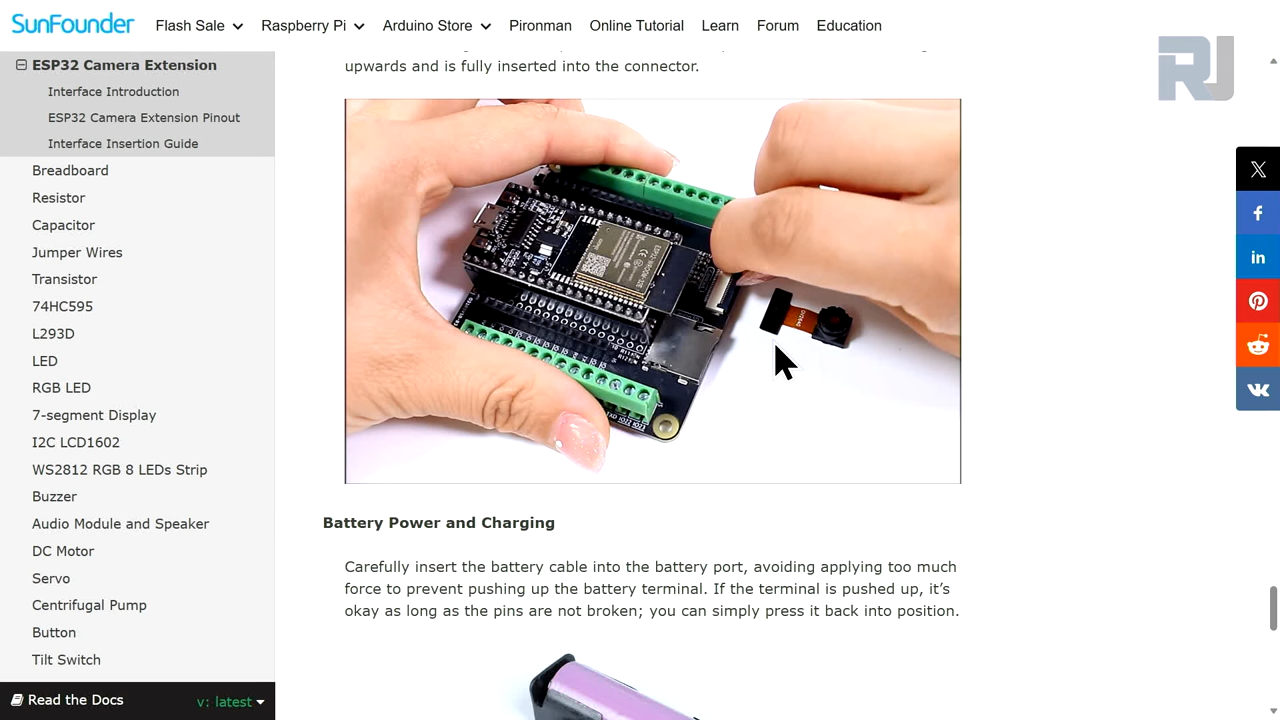 SunFounder
Flash Sale
Raspberry Pi
Arduino Store
Pironman
Online Tutorial
Learn
Forum
Education
RJ
ESP32 Camera Extension
Interface Introduction
ESP32 Camera Extension Pinout
Interface Insertion Guide
Breadboard
Resistor
Capacitor
Jumper Wires
Transistor
74HC595
L293D
LED
RGB LED
7-segment Display
I2C LCD1602
WS2812 RGB 8 LEDs Strip
Buzzer
Audio Module and Speaker
DC Motor
Servo
Centrifugal Pump
Button
Tilt Switch
Read the Docs
v: latest
upwards and is fully inserted into the connector.
Battery Power and Charging
Carefully insert the battery cable into the battery port, avoiding applying too much
force to prevent pushing up the battery terminal. If the terminal is pushed up, it’s
okay as long as the pins are not broken; you can simply press it back into position.